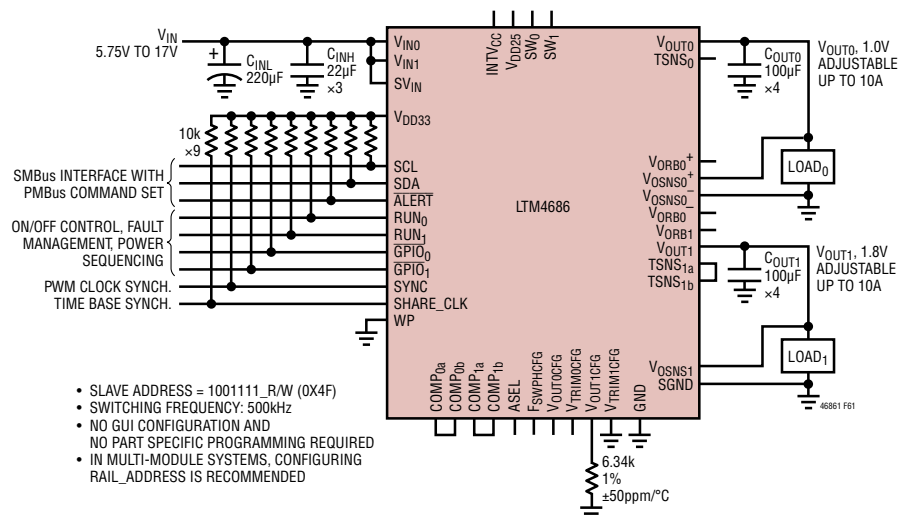 VIN
5.75V TO 17V
+
CINL
220µF
CINH
22µF
×3
10k
×9
SMBus INTERFACE WITH
PMBus COMMAND SET
ON/OFF CONTROL, FAULT
MANAGEMENT, POWER
SEQUENCING
PWM CLOCK SYNCH.
TIME BASE SYNCH.
INTVCC
VDD25
SW0
SW1
VIN0
VIN1
SVIN
VDD33
SCL
SDA
ALERT
RUN0
RUN1
GPIO0
GPIO1
SYNC
SHARE_CLK
WP
LTM4686
VOUT0
TSNS0
VORB0+
VOSNS0+
VOSNS0–
VORB0–
VORB1
VOUT1
TSNS1a
TSNS1b
VOSNS1
SGND
COMP0a
COMP0b
COMP1a
COMP1b
ASEL
FSWPHCFG
VOUT0CFG
VTRIM0CFG
VOUT1CFG
VTRIM1CFG
GND
COUT0
100µF
×4
VOUT0, 1.0V
ADJUSTABLE
UP TO 10A
LOAD0
COUT1
100µF
×4
VOUT1, 1.8V
ADJUSTABLE
UP TO 10A
LOAD1
46861 F61
6.34k
1%
±50ppm/°C
• SLAVE ADDRESS = 1001111_R/W (0X4F)
• SWITCHING FREQUENCY: 500kHz
• NO GUI CONFIGURATION AND
NO PART SPECIFIC PROGRAMMING REQUIRED
• IN MULTI-MODULE SYSTEMS, CONFIGURING
RAIL_ADDRESS IS RECOMMENDED